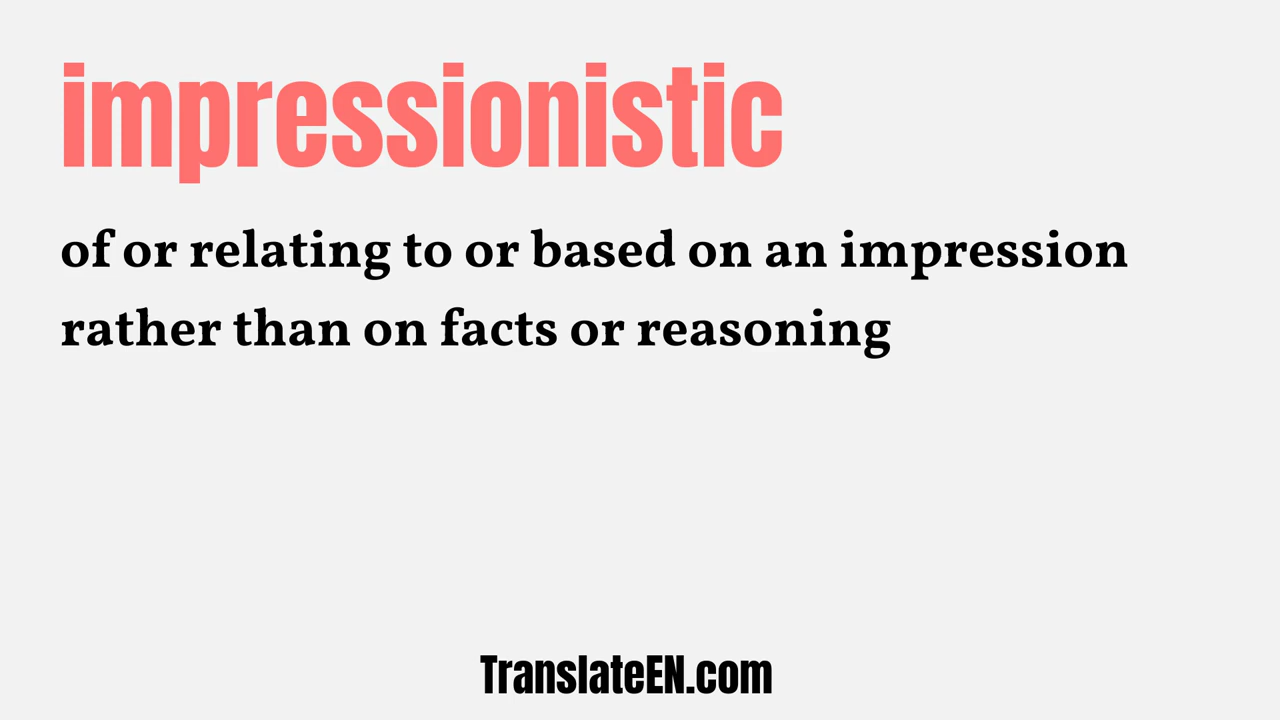 impressionistic
of or relating to or based on an impression
rather than on facts or reasoning
TranslateEN.com